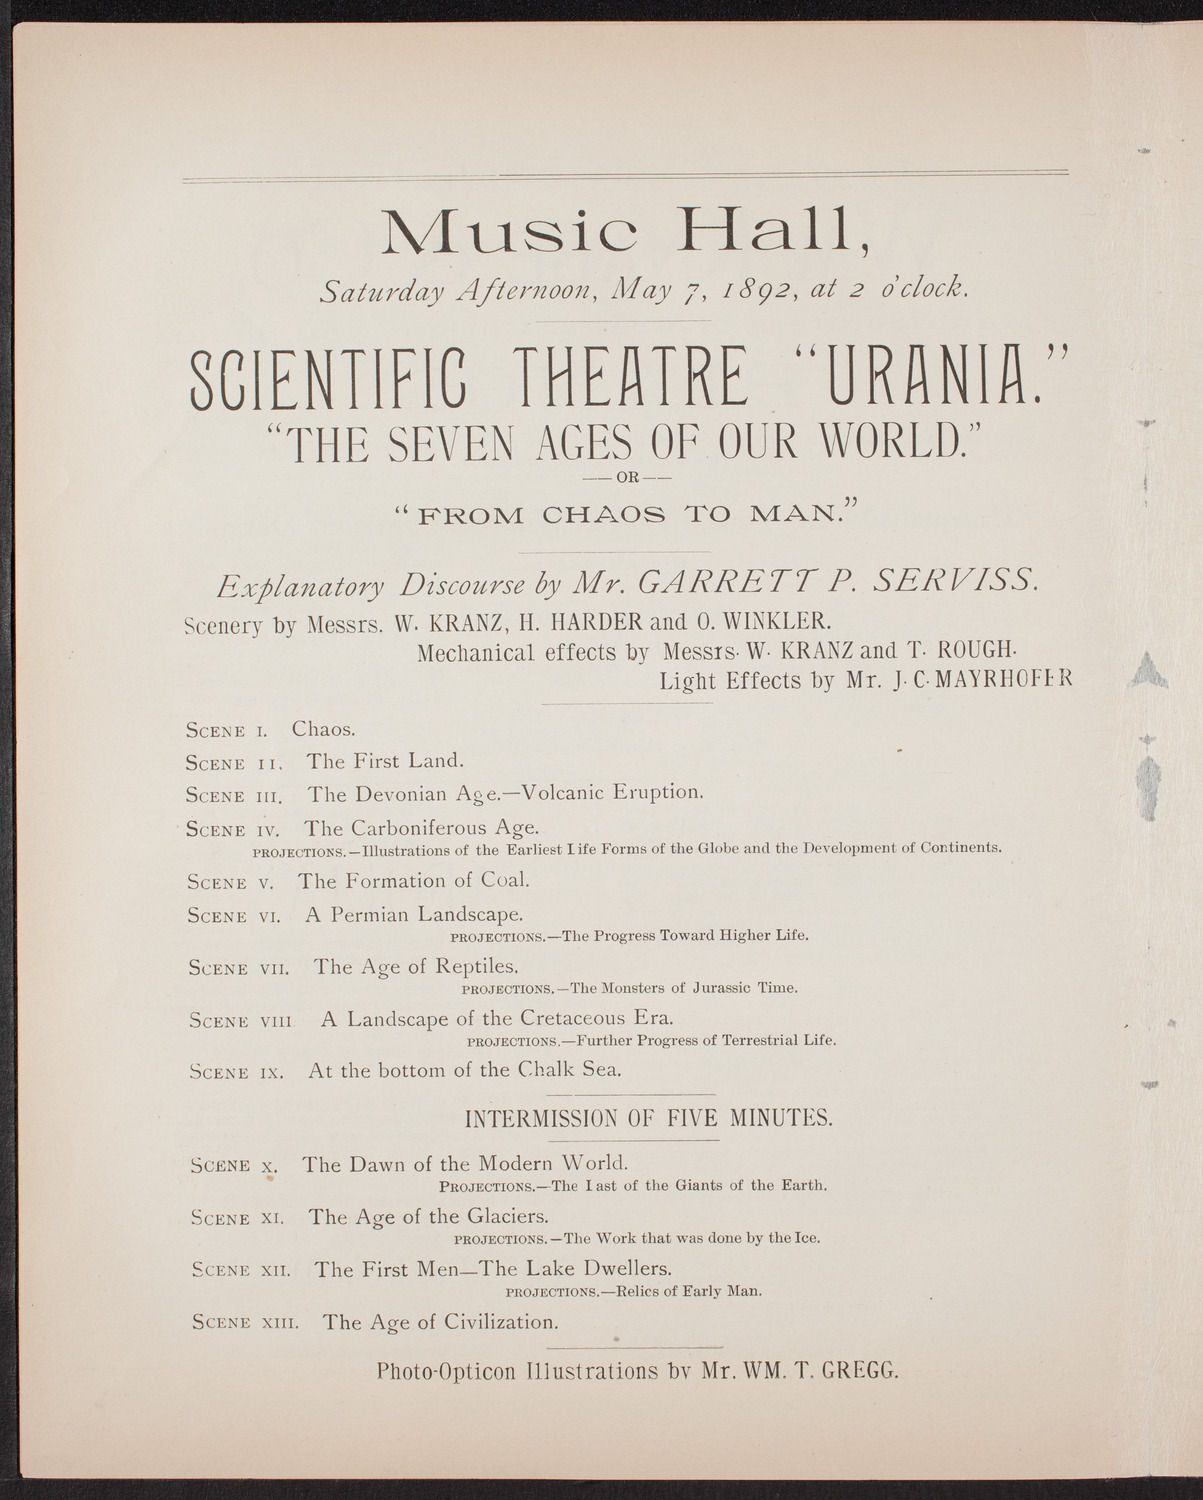 Music Hall,
Saturday Afternoon, May 7, 1892, at 2 o'clock.
SCIENTIFIC THEATRE "URANIA."
"THE SEVEN AGES OF OUR WORLD."
—— OR ——
"FROM CHAOS TO MAN."
Explanatory Discourse by Mr. GARRETT P. SERVISS.
Scenery by Messrs. W. KRANZ, H. HARDER and O. WINKLER.
Mechanical effects by Messrs. W. KRANZ and T. ROUGH.
Light Effects by Mr. J. C. MAYRHOFER
SCENE I. Chaos.
SCENE II. The First Land.
SCENE III. The Devonian Age.—Volcanic Eruption.
SCENE IV. The Carboniferous Age.
PROJECTIONS.—Illustrations of the Earliest Life Forms of the Globe and the Development of Continents.
SCENE V. The Formation of Coal.
SCENE VI. A Permian Landscape.
PROJECTIONS.—The Progress Toward Higher Life.
SCENE VII. The Age of Reptiles.
PROJECTIONS.—The Monsters of Jurassic Time.
SCENE VIII A Landscape of the Cretaceous Era.
PROJECTIONS.—Further Progress of Terrestrial Life.
SCENE IX. At the bottom of the Chalk Sea.
INTERMISSION OF FIVE MINUTES.
SCENE X. The Dawn of the Modern World.
PROJECTIONS.—The Last of the Giants of the Earth.
SCENE XI. The Age of the Glaciers.
PROJECTIONS.—The Work that was done by the Ice.
SCENE XII. The First Men—The Lake Dwellers.
PROJECTIONS.—Relics of Early Man.
SCENE XIII. The Age of Civilization.
Photo-Opticon Illustrations by Mr. WM. T. GREGG.